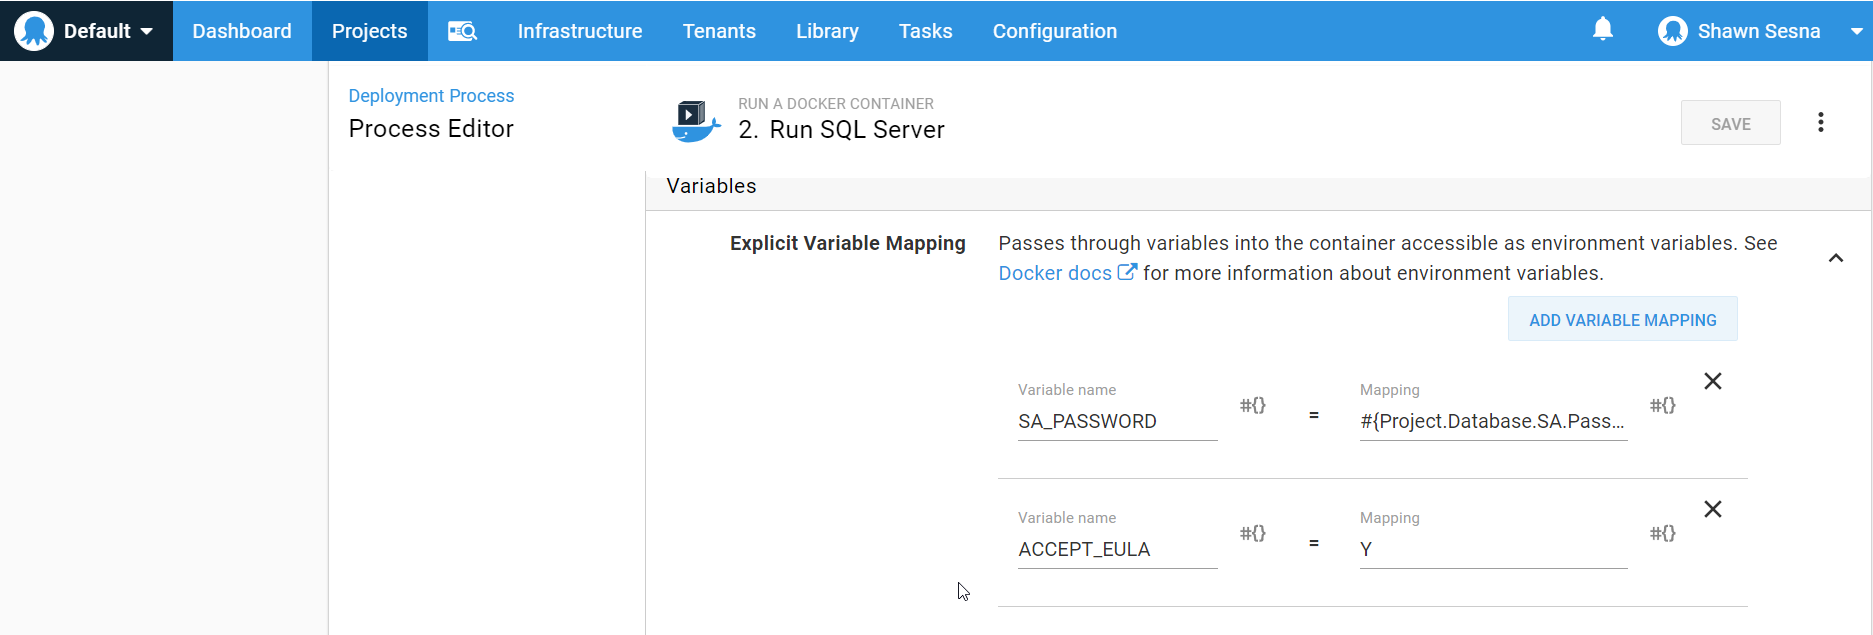 Default Dashboard Projects Infrastructure Tenants Library Tasks Configuration Shawn Sesna
Deployment Process
Process Editor
RUN A DOCKER CONTAINER
2. Run SQL Server
SAVE
Variables
Explicit Variable Mapping
Passes through variables into the container accessible as environment variables. See
Docker docs for more information about environment variables.
ADD VARIABLE MAPPING
Variable name Mapping
SA_PASSWORD #{} = #{Project.Database.SA.Pass... #{}
Variable name Mapping
ACCEPT_EULA #{} = Y #{}